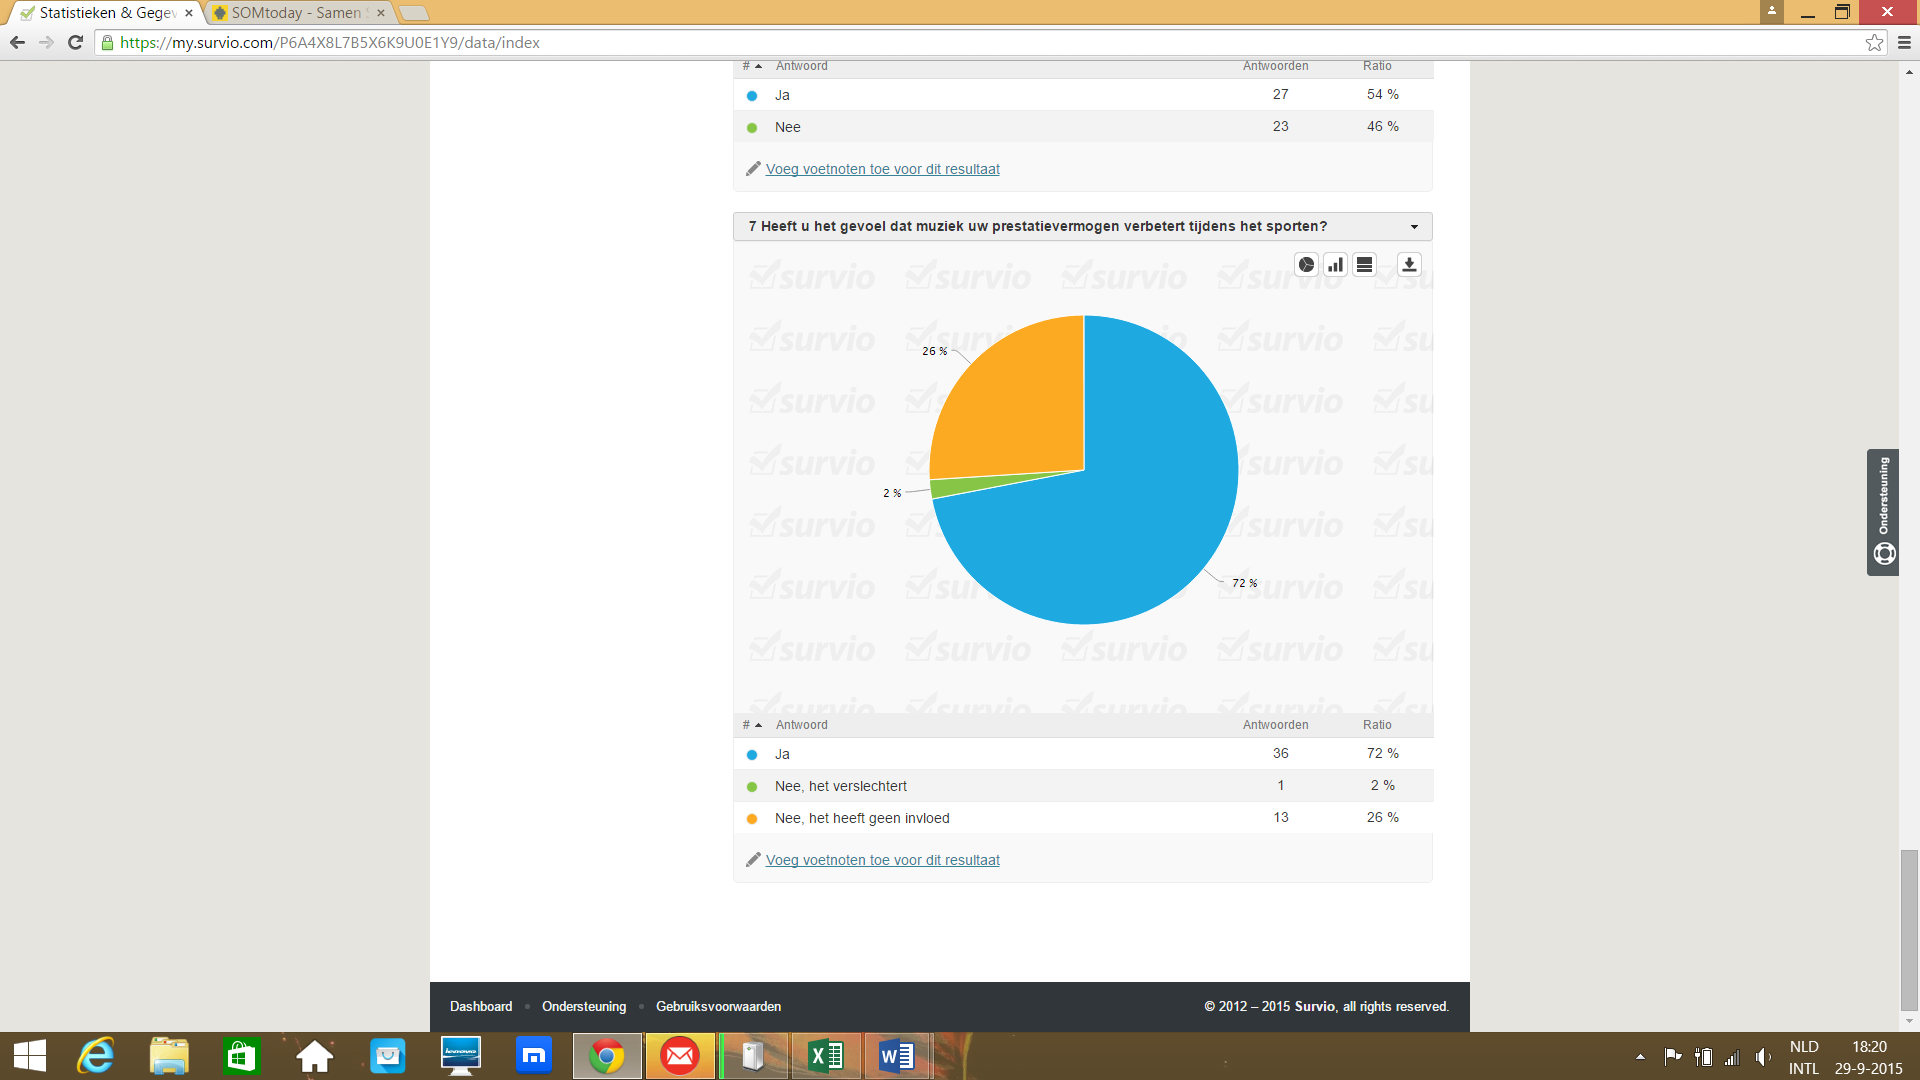 Statistieken & Gegev
SOMtoday - Samen S
https://my.survio.com/P6A4X8L7B5X6K9U0E1Y9/data/index
# Antwoord Antwoorden Ratio
Ja 27 54 %
Nee 23 46 %
Voeg voetnoten toe voor dit resultaat
7 Heeft u het gevoel dat muziek uw prestatievermogen verbetert tijdens het sporten?
survio
26 %
2 %
72 %
Ondersteuning
# Antwoord Antwoorden Ratio
Ja 36 72 %
Nee, het verslechtert 1 2 %
Nee, het heeft geen invloed 13 26 %
Voeg voetnoten toe voor dit resultaat
Dashboard • Ondersteuning • Gebruiksvoorwaarden © 2012 – 2015 Survio, all rights reserved.
lenovo
NLD 18:20
INTL 29-9-2015